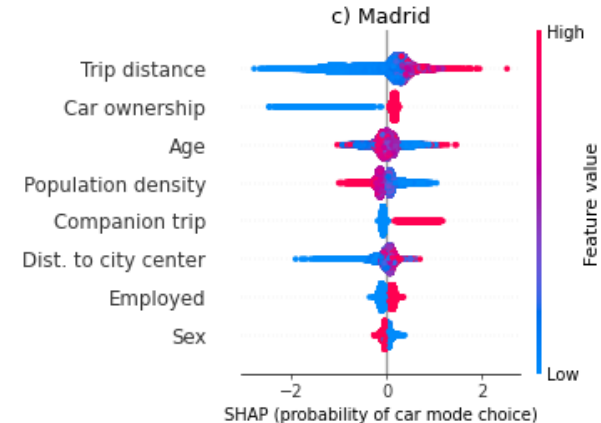 c) Madrid
High
Trip distance
Car ownership
Age
Population density
Companion trip
Dist. to city center
Employed
Sex
Feature value
Low
−2
0
2
SHAP (probability of car mode choice)